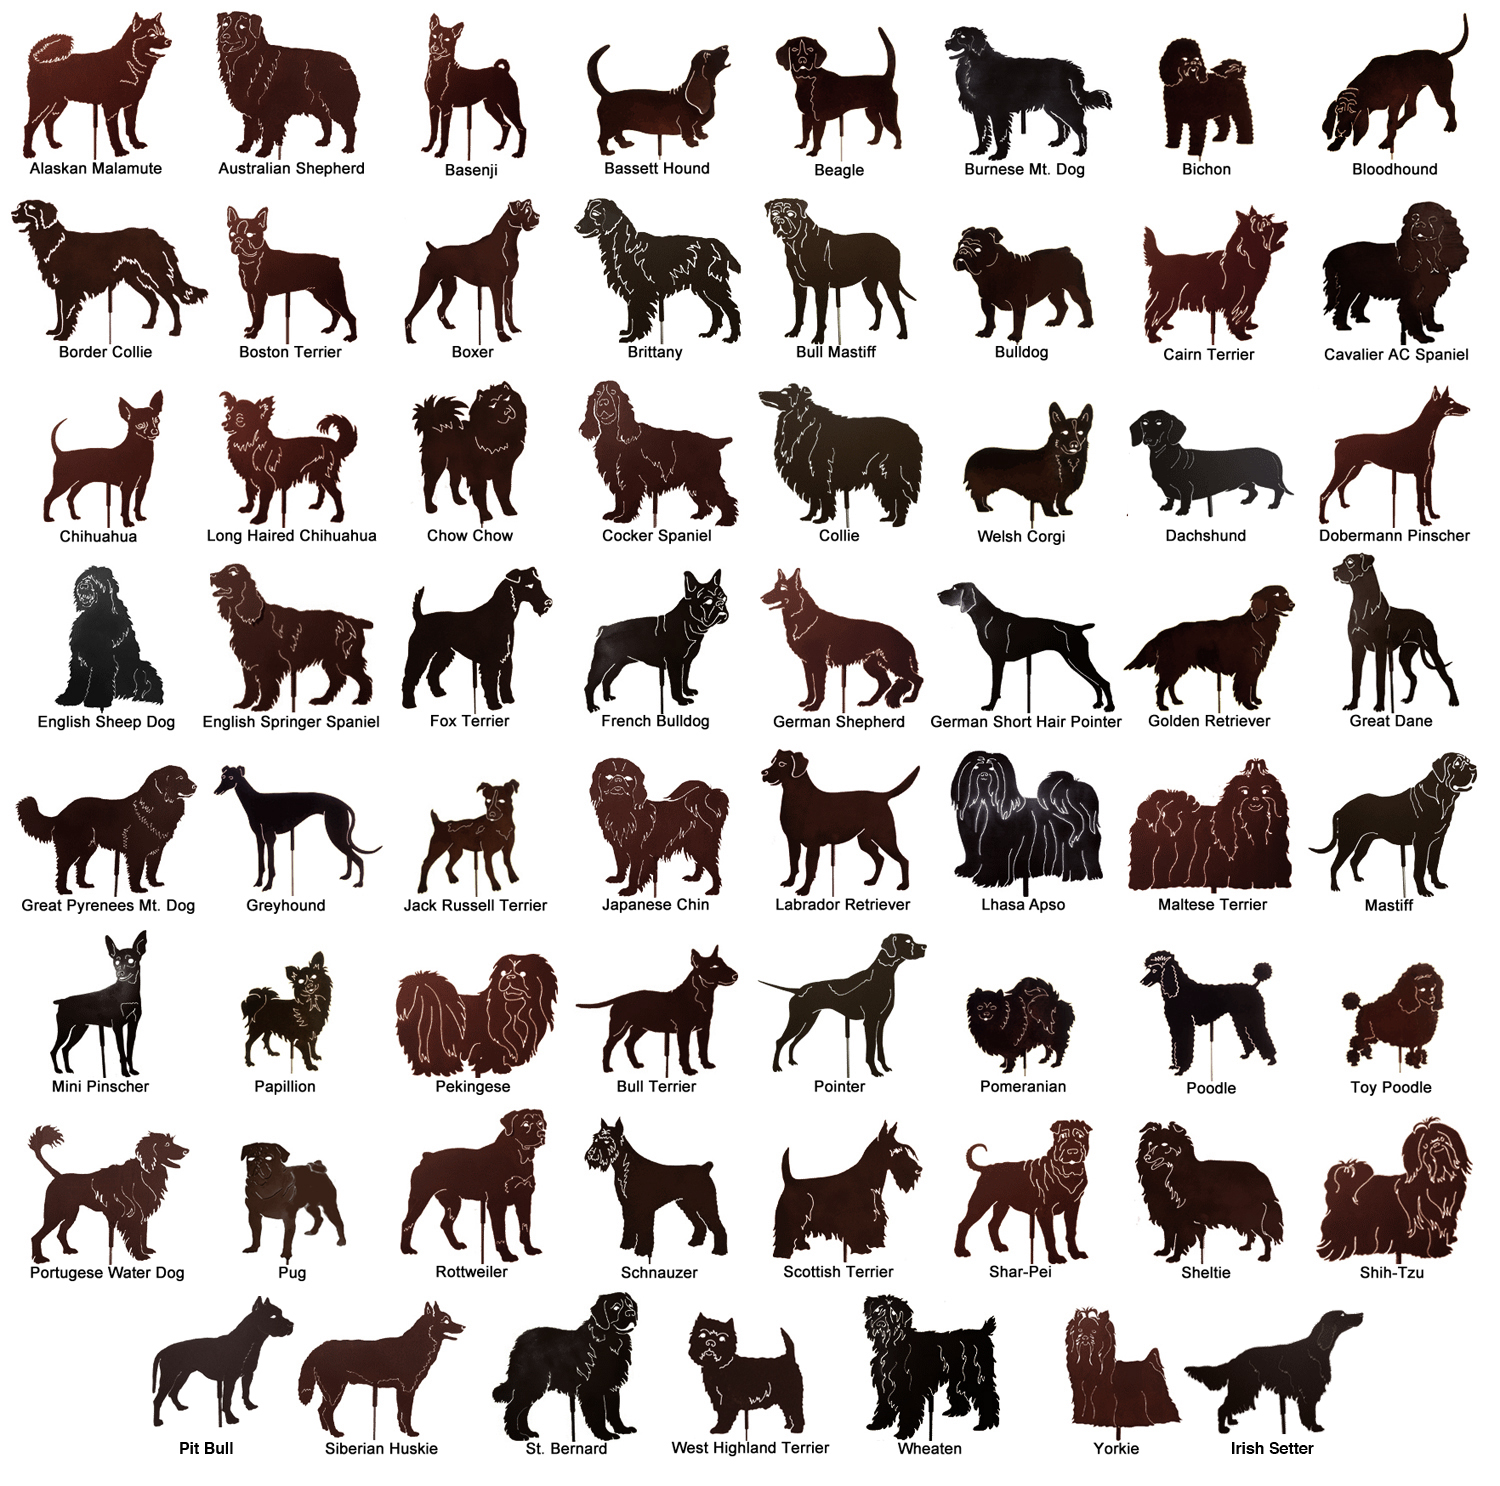 Alaskan Malamute
Australian Shepherd
Basenji
Bassett Hound
Beagle
Burnese Mt. Dog
Bichon
Bloodhound
Border Collie
Boston Terrier
Boxer
Brittany
Bull Mastiff
Bulldog
Cairn Terrier
Cavalier AC Spaniel
Chihuahua
Long Haired Chihuahua
Chow Chow
Cocker Spaniel
Collie
Welsh Corgi
Dachshund
Dobermann Pinscher
English Sheep Dog
English Springer Spaniel
Fox Terrier
French Bulldog
German Shepherd
German Short Hair Pointer
Golden Retriever
Great Dane
Great Pyrenees Mt. Dog
Greyhound
Jack Russell Terrier
Japanese Chin
Labrador Retriever
Lhasa Apso
Maltese Terrier
Mastiff
Mini Pinscher
Papillion
Pekingese
Bull Terrier
Pointer
Pomeranian
Poodle
Toy Poodle
Portugese Water Dog
Pug
Rottweiler
Schnauzer
Scottish Terrier
Shar-Pei
Sheltie
Shih-Tzu
Pit Bull
Siberian Huskie
St. Bernard
West Highland Terrier
Wheaten
Yorkie
Irish Setter